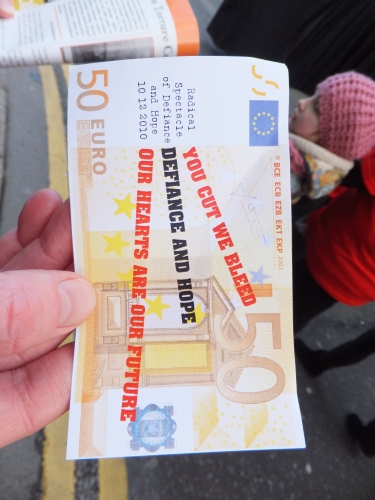 50 EURO
Radical
Spectacle
of Defiance
and Hope
10 12 2010
YOU CUT WE BLEED
DEFIANCE AND HOPE
OUR HEARTS ARE OUR FUTURE
BCE ECB EZB EKT EKP
50